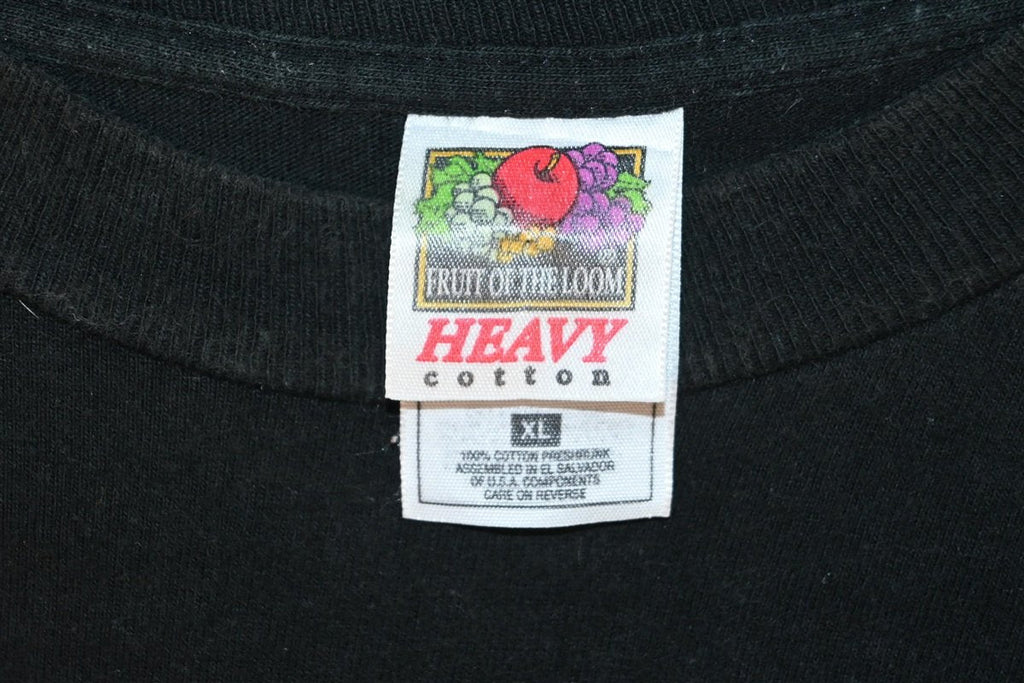 ®
FRUIT OF THE LOOM
HEAVY
cotton
XL
100% COTTON PRESHRUNK
ASSEMBLED IN EL SALVADOR
OF U.S.A. COMPONENTS
CARE ON REVERSE